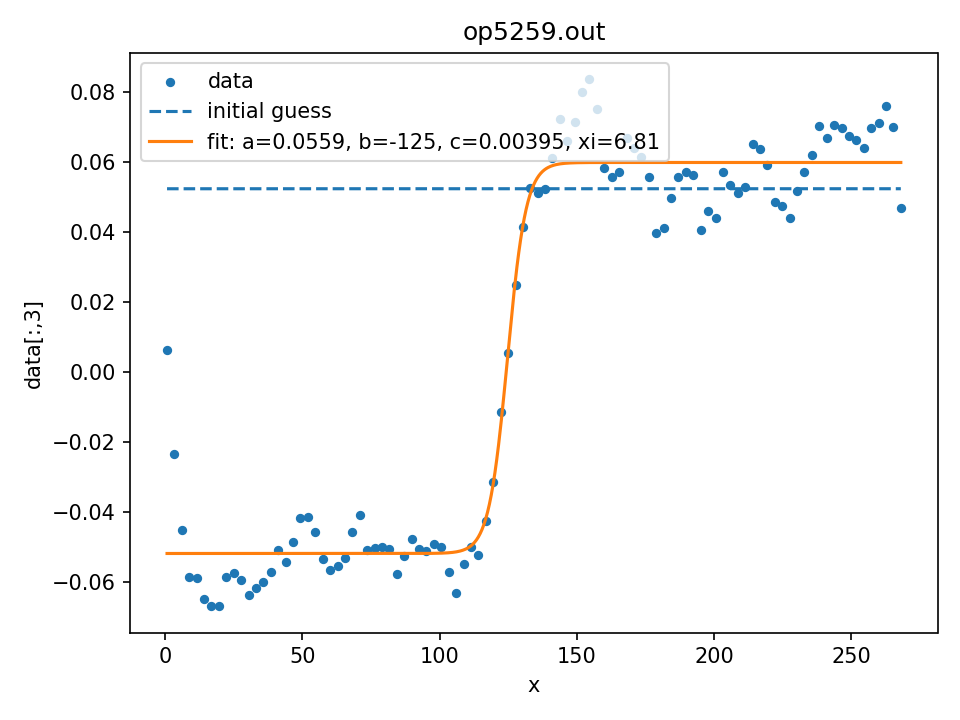 op5259.out
data
initial guess
fit: a=0.0559, b=-125, c=0.00395, xi=6.81
0.08
0.06
0.04
0.02
0.00
−0.02
−0.04
−0.06
data[:,3]
0 50 100 150 200 250
x